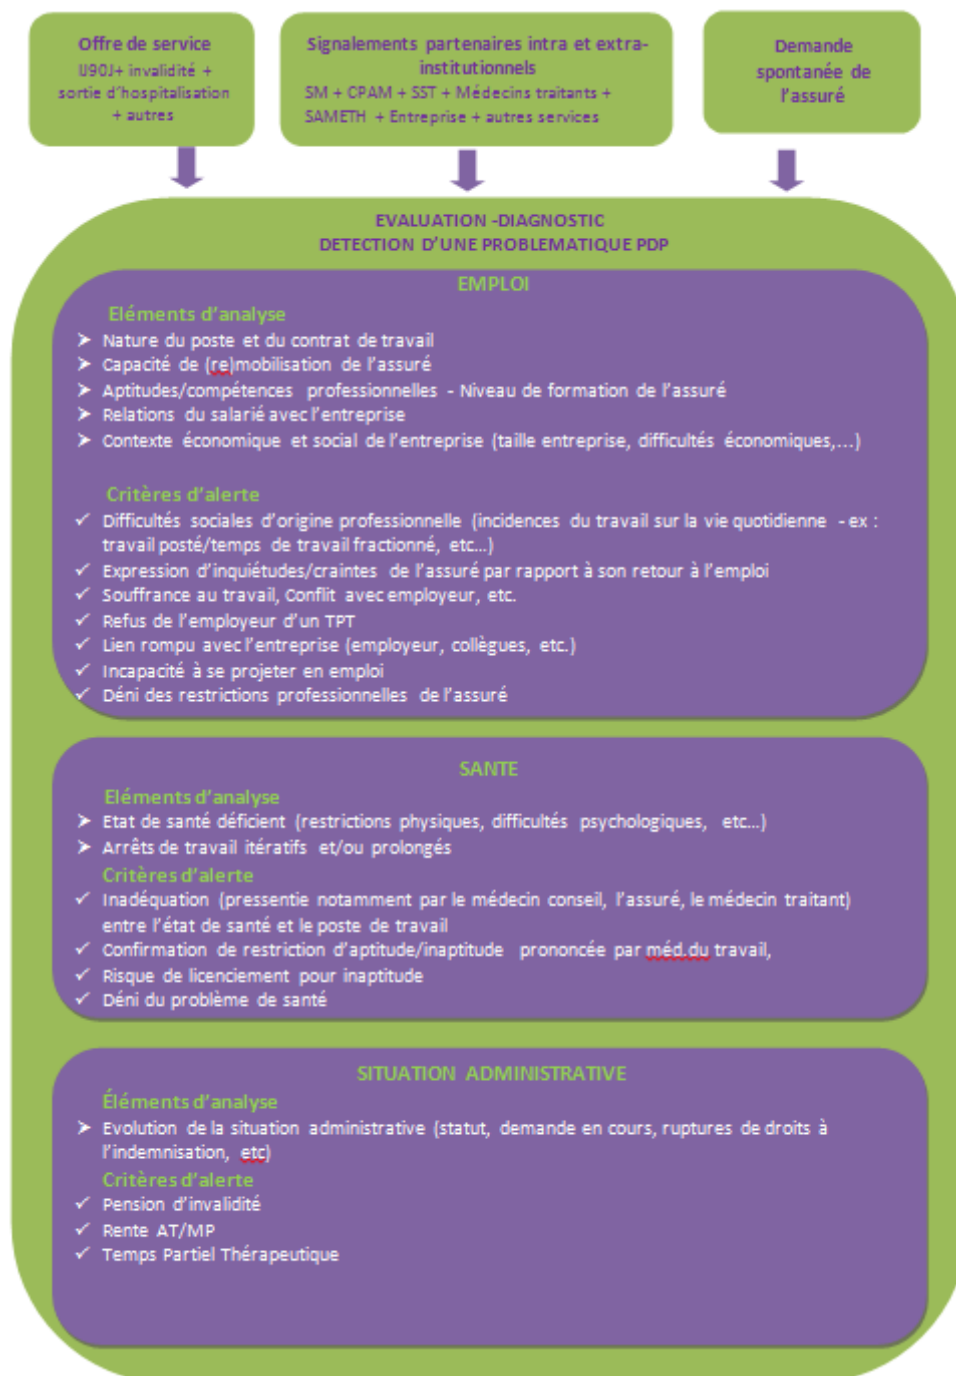 Offre de service
IJ90J+ invalidité +
sortie d'hospitalisation
+ autres
Signalements partenaires intra et extra-
institutionnels
SM + CPAM + SST + Médecins traitants +
SAMETH + Entreprise + autres services
Demande
spontanée de
l'assuré
EVALUATION -DIAGNOSTIC
DETECTION D'UNE PROBLEMATIQUE PDP
EMPLOI
Eléments d'analyse
➤ Nature du poste et du contrat de travail
➤ Capacité de (re)mobilisation de l'assuré
➤ Aptitudes/compétences professionnelles - Niveau de formation de l'assuré
➤ Relations du salarié avec l'entreprise
➤ Contexte économique et social de l'entreprise (taille entreprise, difficultés économiques,...)
Critères d'alerte
✓ Difficultés sociales d'origine professionnelle (incidences du travail sur la vie quotidienne - ex :
travail posté/temps de travail fractionné, etc...)
✓ Expression d'inquiétudes/craintes de l'assuré par rapport à son retour à l'emploi
✓ Souffrance au travail, Conflit avec employeur, etc.
✓ Refus de l'employeur d'un TPT
✓ Lien rompu avec l'entreprise (employeur, collègues, etc.)
✓ Incapacité à se projeter en emploi
✓ Déni des restrictions professionnelles de l'assuré
SANTE
Eléments d'analyse
➤ Etat de santé déficient (restrictions physiques, difficultés psychologiques, etc...)
➤ Arrêts de travail itératifs et/ou prolongés
Critères d'alerte
✓ Inadéquation (pressentie notamment par le médecin conseil, l'assuré, le médecin traitant)
entre l'état de santé et le poste de travail
✓ Confirmation de restriction d'aptitude/inaptitude prononcée par méd.du travail,
✓ Risque de licenciement pour inaptitude
✓ Déni du problème de santé
SITUATION ADMINISTRATIVE
Éléments d'analyse
➤ Evolution de la situation administrative (statut, demande en cours, ruptures de droits à
l'indemnisation, etc)
Critères d'alerte
✓ Pension d'invalidité
✓ Rente AT/MP
✓ Temps Partiel Thérapeutique